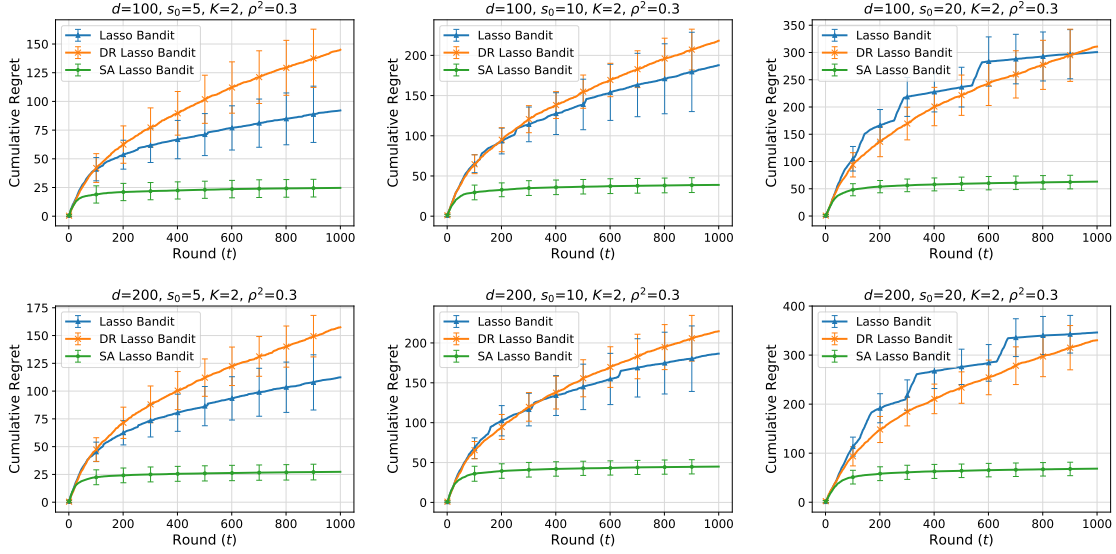 d=100, s₀=5, K=2, ρ²=0.3
Cumulative Regret
150
125
100
75
50
25
0
Lasso Bandit
DR Lasso Bandit
SA Lasso Bandit
0 200 400 600 800 1000
Round (t)
d=100, s₀=10, K=2, ρ²=0.3
Cumulative Regret
200
150
100
50
0
Lasso Bandit
DR Lasso Bandit
SA Lasso Bandit
0 200 400 600 800 1000
Round (t)
d=100, s₀=20, K=2, ρ²=0.3
Cumulative Regret
350
300
250
200
150
100
50
0
Lasso Bandit
DR Lasso Bandit
SA Lasso Bandit
0 200 400 600 800 1000
Round (t)
d=200, s₀=5, K=2, ρ²=0.3
Cumulative Regret
175
150
125
100
75
50
25
0
Lasso Bandit
DR Lasso Bandit
SA Lasso Bandit
0 200 400 600 800 1000
Round (t)
d=200, s₀=10, K=2, ρ²=0.3
Cumulative Regret
200
150
100
50
0
Lasso Bandit
DR Lasso Bandit
SA Lasso Bandit
0 200 400 600 800 1000
Round (t)
d=200, s₀=20, K=2, ρ²=0.3
Cumulative Regret
400
300
200
100
0
Lasso Bandit
DR Lasso Bandit
SA Lasso Bandit
0 200 400 600 800 1000
Round (t)